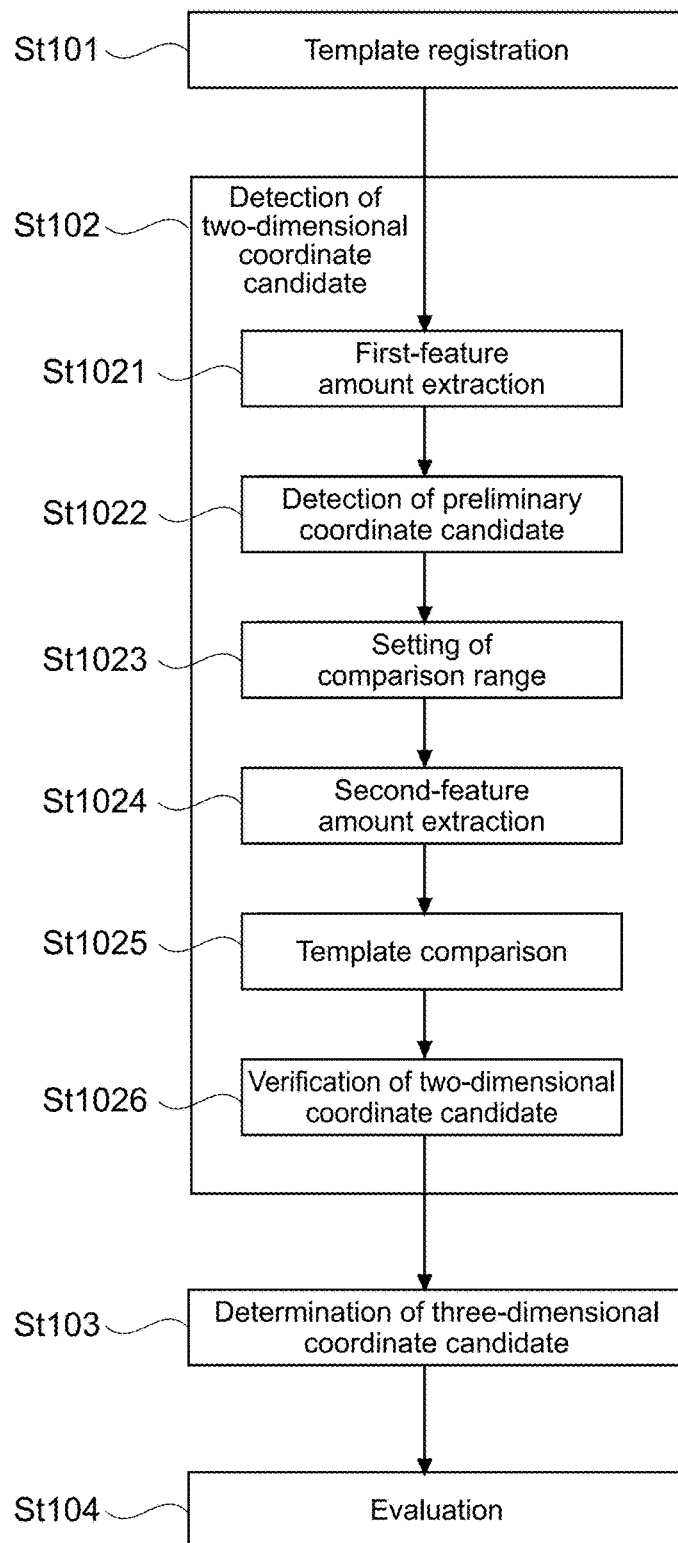 St101
Template registration
St102
Detection of
two-dimensional
coordinate
candidate
St1021
First-feature
amount extraction
St1022
Detection of preliminary
coordinate candidate
St1023
Setting of
comparison range
St1024
Second-feature
amount extraction
St1025
Template comparison
St1026
Verification of two-dimensional
coordinate candidate
St103
Determination of three-dimensional
coordinate candidate
St104
Evaluation